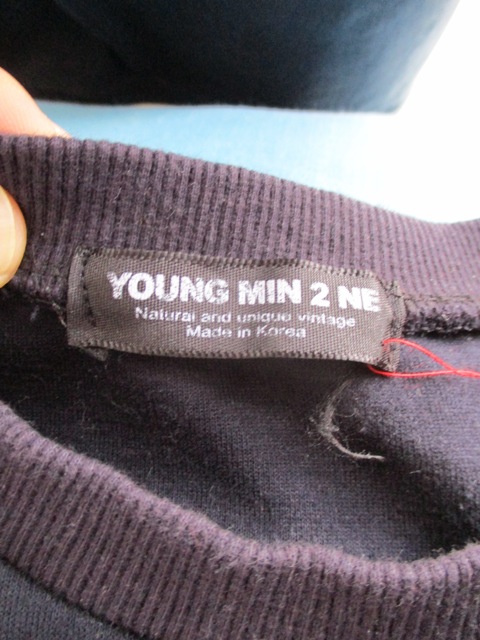 YOUNG MIN 2 NE
Natural and unique vintage
Made in Korea